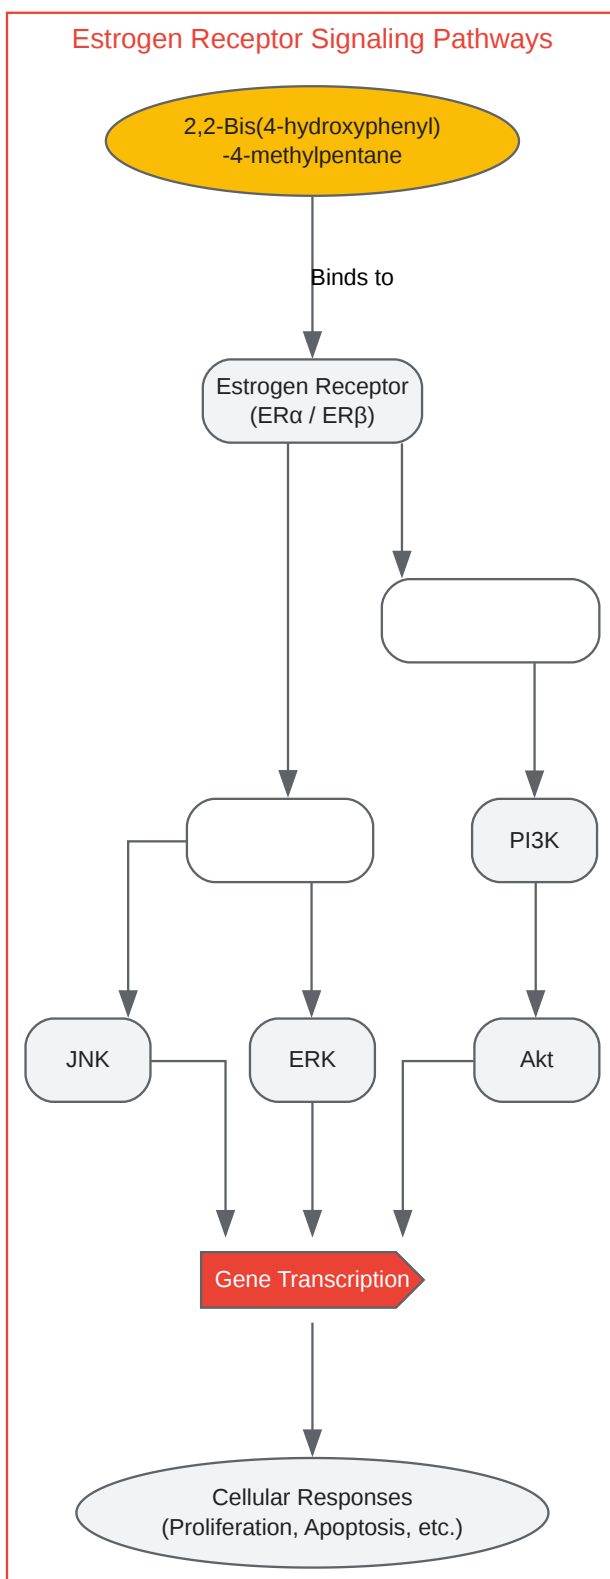 Estrogen Receptor Signaling Pathways
2,2-Bis(4-hydroxyphenyl)
-4-methylpentane
Binds to
Estrogen Receptor
(ERα / ERβ)
PI3K
JNK
ERK
Akt
Gene Transcription
Cellular Responses
(Proliferation, Apoptosis, etc.)